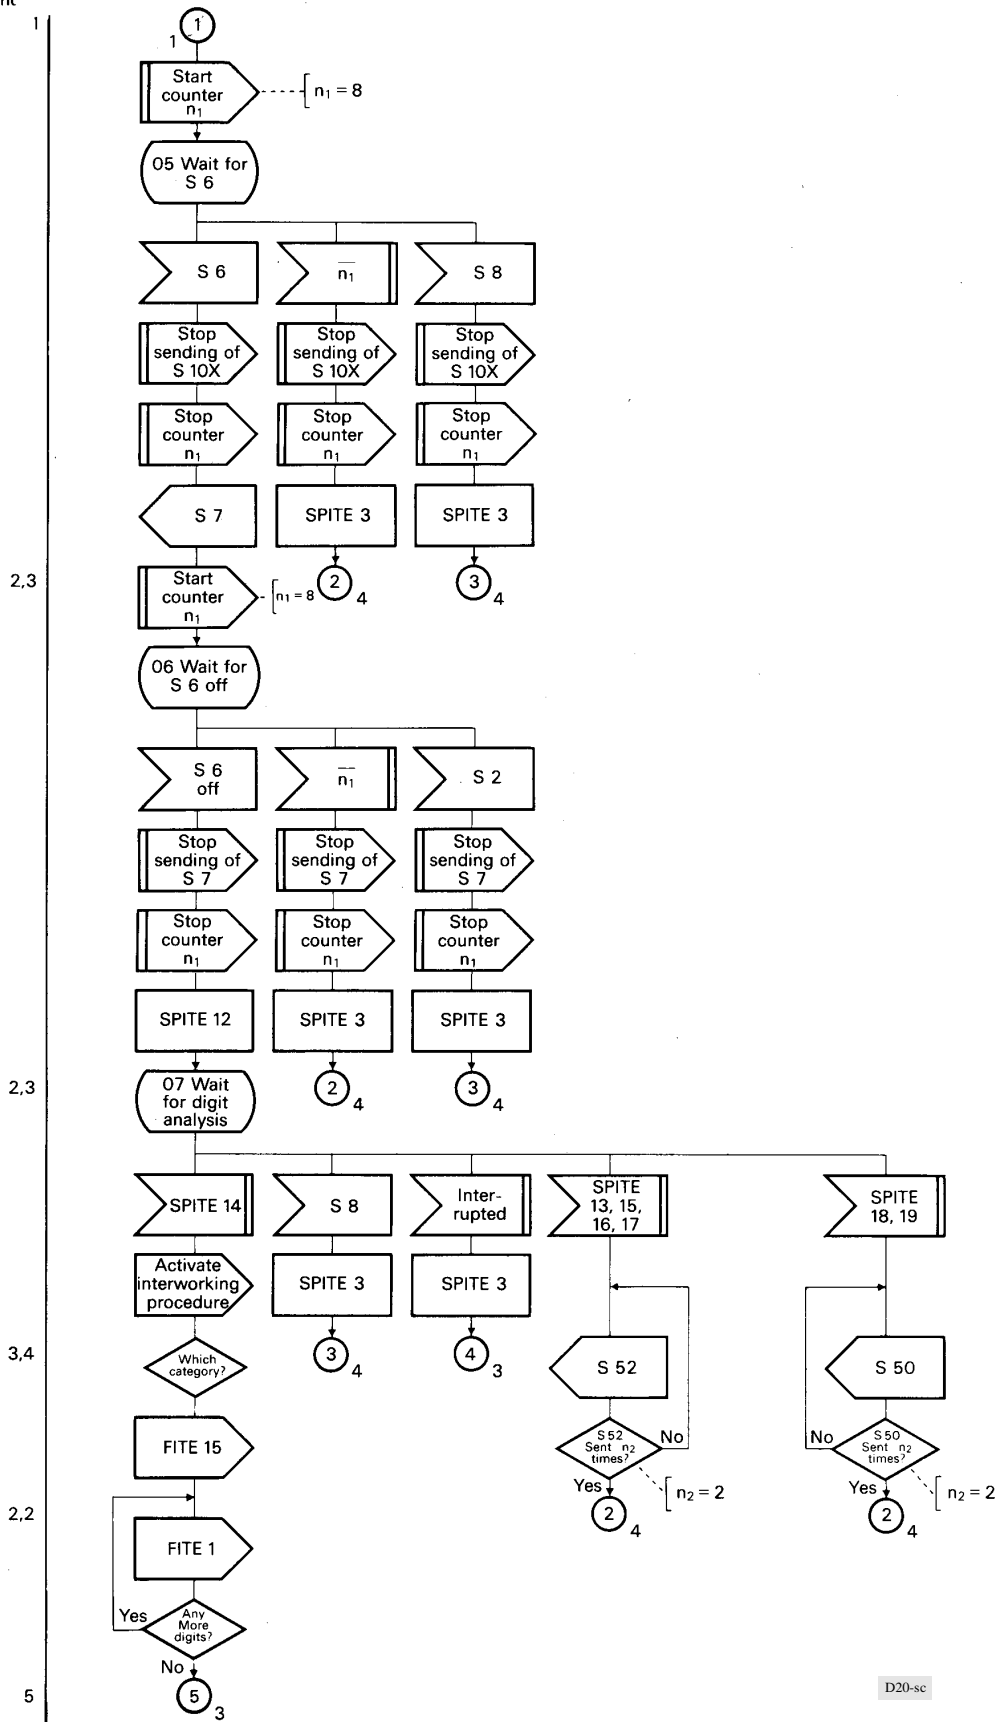 1
1
1
Start
counter
n₁
n₁ = 8
05 Wait for
S 6
S 6
n̅₁
S 8
Stop
sending of
S 10X
Stop
sending of
S 10X
Stop
sending of
S 10X
Stop
counter
n₁
Stop
counter
n₁
Stop
counter
n₁
S 7
SPITE 3
SPITE 3
2,3
Start
counter
n₁
n₁ = 8
2
4
3
4
06 Wait for
S 6 off
S 6
off
n̅₁
S 2
Stop
sending of
S 7
Stop
sending of
S 7
Stop
sending of
S 7
Stop
counter
n₁
Stop
counter
n₁
Stop
counter
n₁
SPITE 12
SPITE 3
SPITE 3
2,3
07 Wait
for digit
analysis
2
4
3
4
SPITE 14
S 8
Inter-
rupted
SPITE
13, 15,
16, 17
SPITE
18, 19
Activate
interworking
procedure
SPITE 3
SPITE 3
3,4
Which
category?
3
4
4
3
S 52
S 50
FITE 15
S 52
Sent n₂
times?
No
Yes
n₂ = 2
No
S 50
Sent n₂
times?
Yes
n₂ = 2
2,2
2
4
2
4
FITE 1
Yes
Any
More
digits?
No
5
5
3
D20-sc